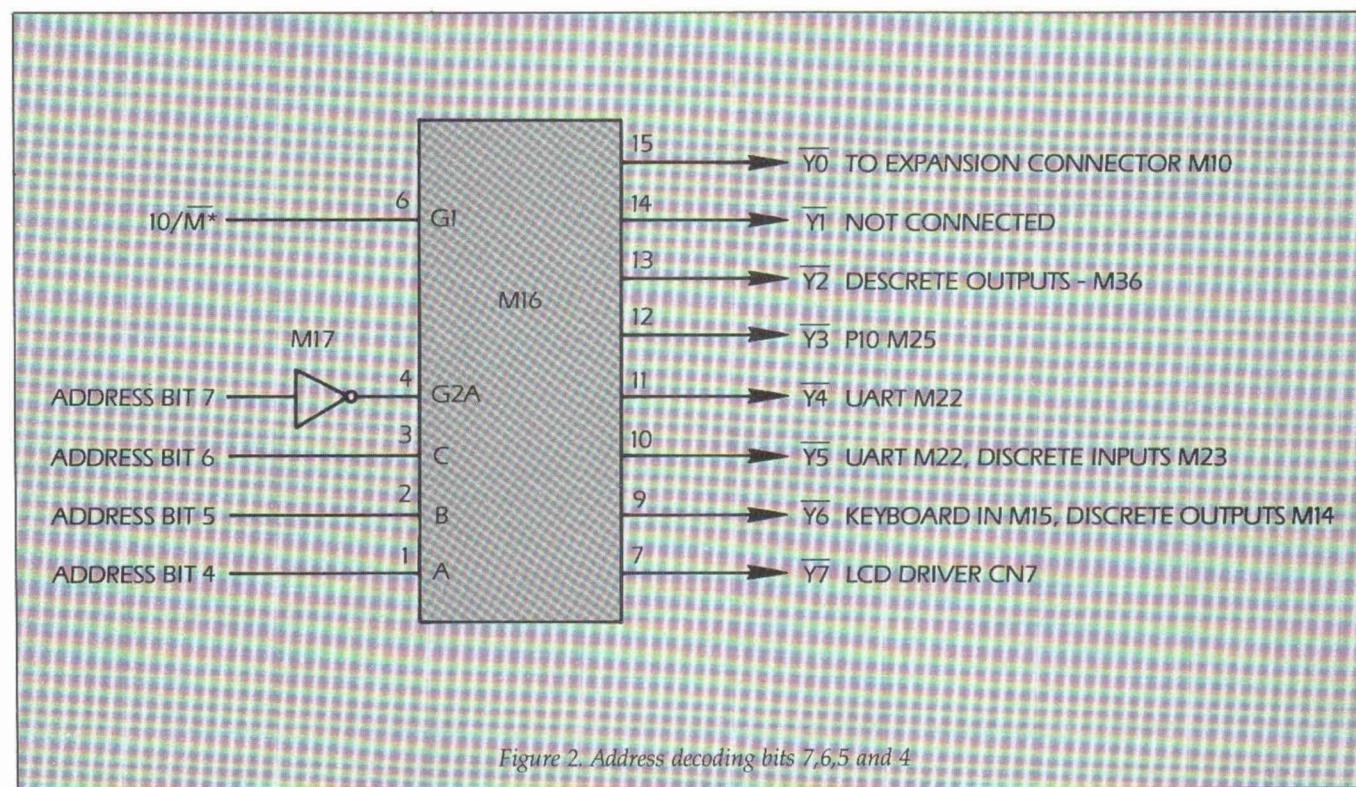 15
Y0 TO EXPANSION CONNECTOR M10
6
10/M* G1
14
Y1 NOT CONNECTED
13
Y2 DESCRETE OUTPUTS - M36
M16
12
Y3 P10 M25
M17
11
ADDRESS BIT 7 4 G2A
Y4 UART M22
10
ADDRESS BIT 6 3 C
Y5 UART M22, DISCRETE INPUTS M23
9
ADDRESS BIT 5 2 B
Y6 KEYBOARD IN M15, DISCRETE OUTPUTS M14
7
ADDRESS BIT 4 1 A
Y7 LCD DRIVER CN7
Figure 2. Address decoding bits 7,6,5 and 4